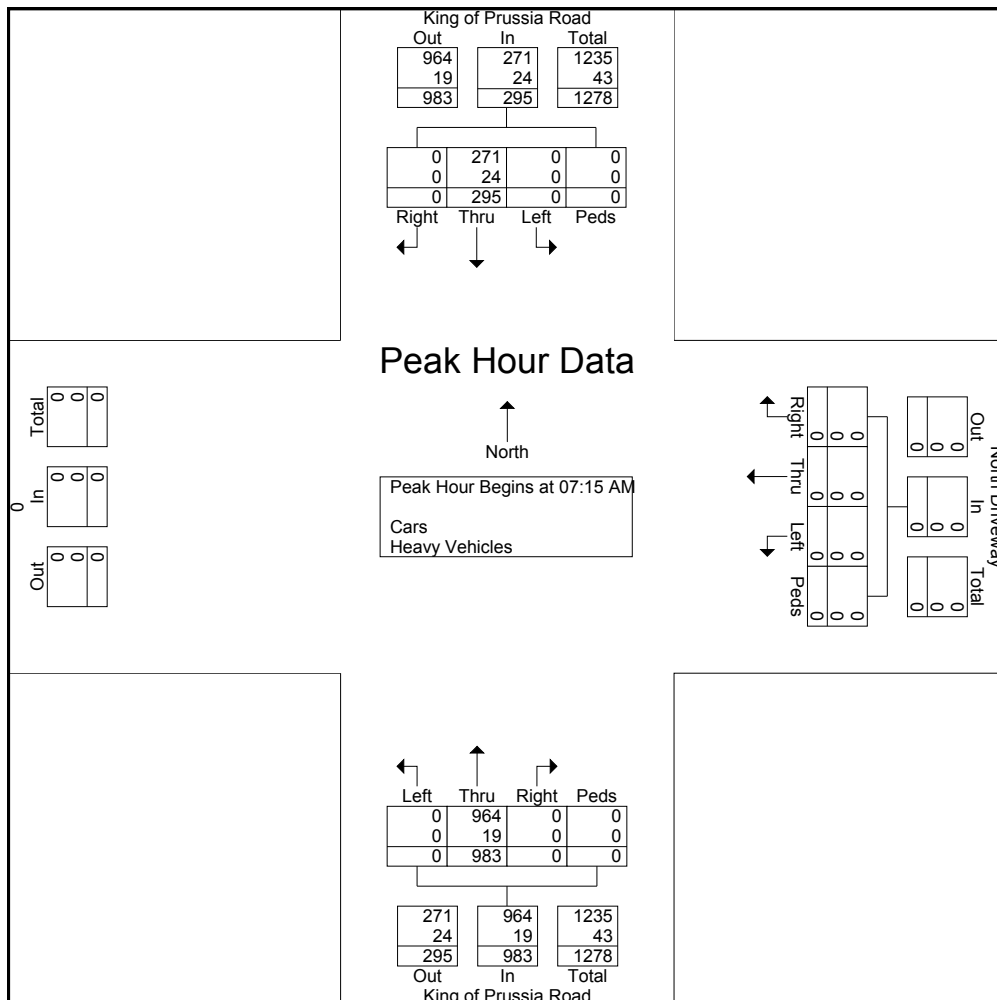 King of Prussia Road
Out In Total
964 271 1235
19 24 43
983 295 1278
0 271 0 0
0 24 0 0
0 295 0 0
Right Thru Left Peds
Peak Hour Data
North
Peak Hour Begins at 07:15 AM
Cars
Heavy Vehicles
Total
0 0 0
In
0 0 0
Out
0 0 0
0
Right
0 0 0
Thru
0 0 0
Left
0 0 0
Peds
0 0 0
Out
0 0 0
In
0 0 0
Total
0 0 0
North Driveway
Left Thru Right Peds
0 964 0 0
0 19 0 0
0 983 0 0
271 964 1235
24 19 43
295 983 1278
Out In Total
King of Prussia Road